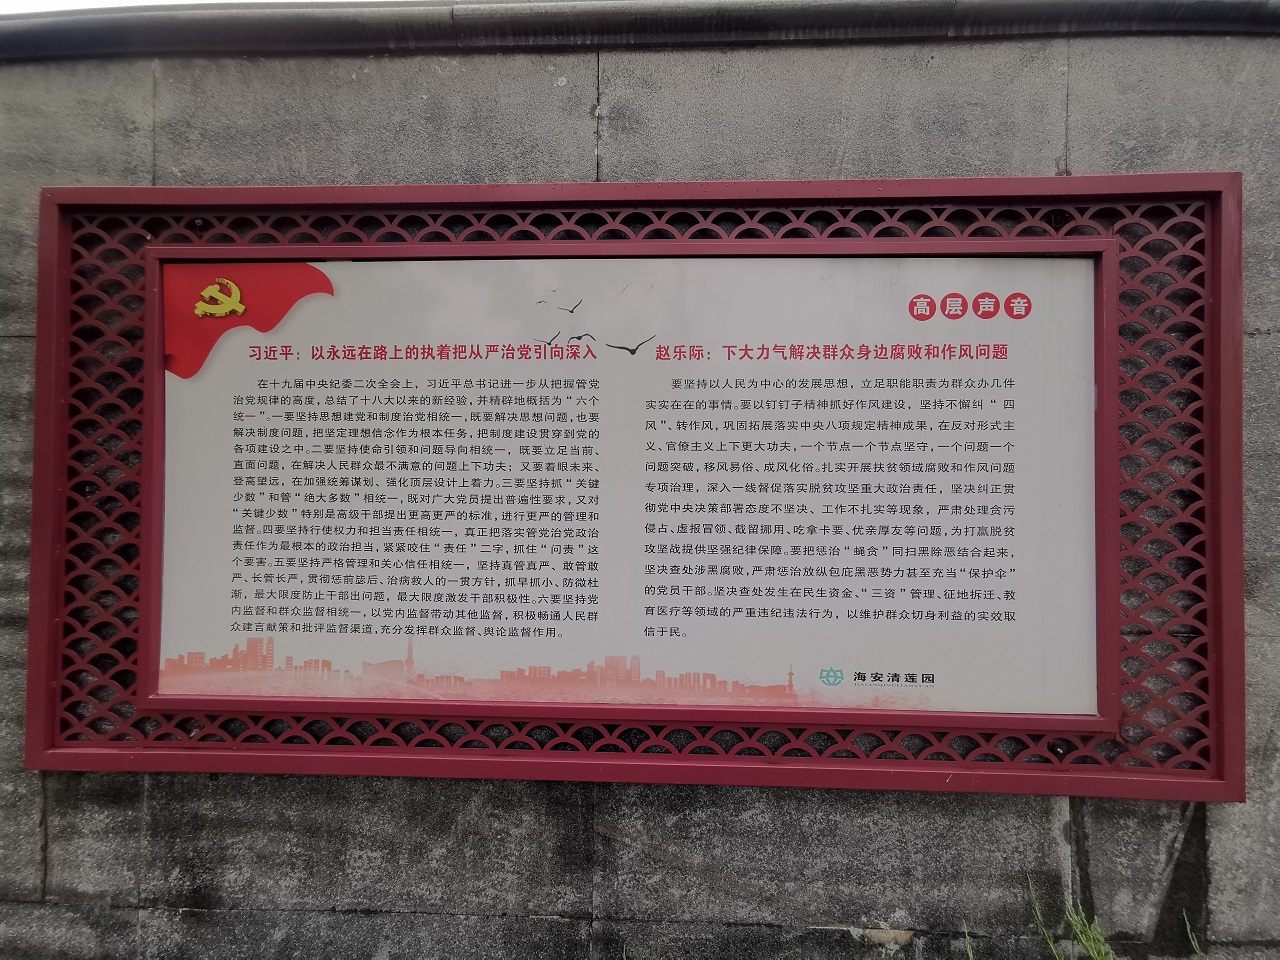 高层声音
习近平：以永远在路上的执着把从严治党引向深入
在十九届中央纪委二次全会上，习近平总书记进一步从把握管党
治党规律的高度，总结了十八大以来的新经验，并精辟地概括为“六个
统一”。一要坚持思想建党和制度治党相统一，既要解决思想问题，也要
解决制度问题，把坚定理想信念作为根本任务，把制度建设贯穿到党的
各项建设之中。二要坚持使命引领和问题导向相统一，既要立足当前、
直面问题，在解决人民群众最不满意的问题上下功夫；又要着眼未来、
登高望远，在加强统筹谋划、强化顶层设计上着力。三要坚持抓“关键
少数”和管“绝大多数”相统一，既对广大党员提出普遍性要求，又对
“关键少数”特别是高级干部提出更高更严的标准，进行更严的管理和
监督。四要坚持行使权力和担当责任相统一，真正把落实管党治党政治
责任作为最根本的政治担当，紧紧咬住“责任”二字，抓住“问责”这
个要害。五要坚持严格管理和关心信任相统一，坚持真管真严、敢管敢
严、长管长严，贯彻惩前毖后、治病救人的一贯方针，抓早抓小、防微杜
渐，最大限度防止干部出问题，最大限度激发干部积极性。六要坚持党
内监督和群众监督相统一，以党内监督带动其他监督，积极畅通人民群
众建言献策和批评监督渠道，充分发挥群众监督、舆论监督作用。
赵乐际：下大力气解决群众身边腐败和作风问题
要坚持以人民为中心的发展思想，立足职能职责为群众办几件
实实在在的事情。要以钉钉子精神抓好作风建设，坚持不懈纠“四
风”、转作风，巩固拓展落实中央八项规定精神成果，在反对形式主
义、官僚主义上下更大功夫，一个节点一个节点坚守，一个问题一个
问题突破，移风易俗、成风化俗。扎实开展扶贫领域腐败和作风问题
专项治理，深入一线督促落实脱贫攻坚重大政治责任，坚决纠正贯
彻党中央决策部署态度不坚决、工作不扎实等现象，严肃处理贪污
侵占、虚报冒领、截留挪用、吃拿卡要、优亲厚友等问题，为打赢脱贫
攻坚战提供坚强纪律保障。要把惩治“蝇贪”同扫黑除恶结合起来，
坚决查处涉黑腐败，严肃惩治放纵包庇黑恶势力甚至充当“保护伞”
的党员干部。坚决查处发生在民生资金、“三资”管理、征地拆迁、教
育医疗等领域的严重违纪违法行为，以维护群众切身利益的实效取
信于民。
海安清莲园
HAIANQINGLIANYUAN